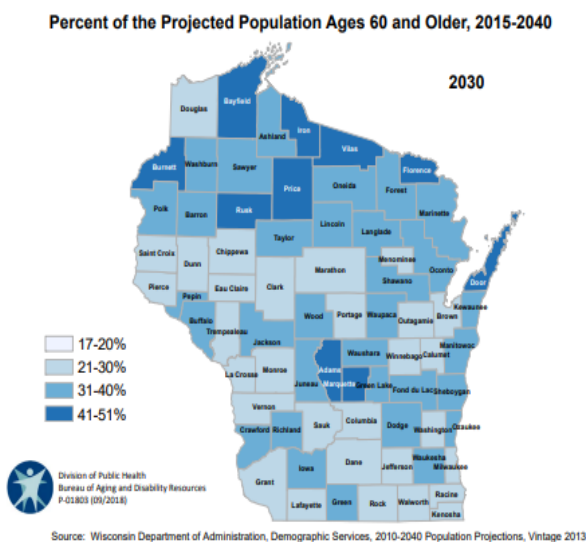 Percent of the Projected Population Ages 60 and Older, 2015-2040
2030
Douglas
Bayfield
Ashland
Iron
Vilas
Florence
Burnett
Washburn
Sawyer
Price
Oneida
Forest
Marinette
Polk
Barron
Rusk
Lincoln
Langlade
Taylor
Saint Croix
Dunn
Chippewa
Marathon
Menominee
Oconto
Shawano
Door
Pierce
Pepin
Eau Claire
Clark
Kewaunee
Buffalo
Trempealeau
Wood
Portage
Waupaca
Outagamie
Brown
Jackson
Manitowoc
Waushara
Winnebago
Calumet
17-20%
21-30%
31-40%
41-51%
La Crosse
Monroe
Juneau
Adams
Marquette
Green Lake
Fond du Lac
Sheboygan
Vernon
Crawford
Richland
Sauk
Columbia
Dodge
Washington
Ozaukee
Iowa
Dane
Jefferson
Waukesha
Milwaukee
Grant
Lafayette
Green
Rock
Walworth
Racine
Kenosha
Division of Public Health
Bureau of Aging and Disability Resources
P-01803 (09/2018)
Source: Wisconsin Department of Administration, Demographic Services, 2010-2040 Population Projections, Vintage 2013